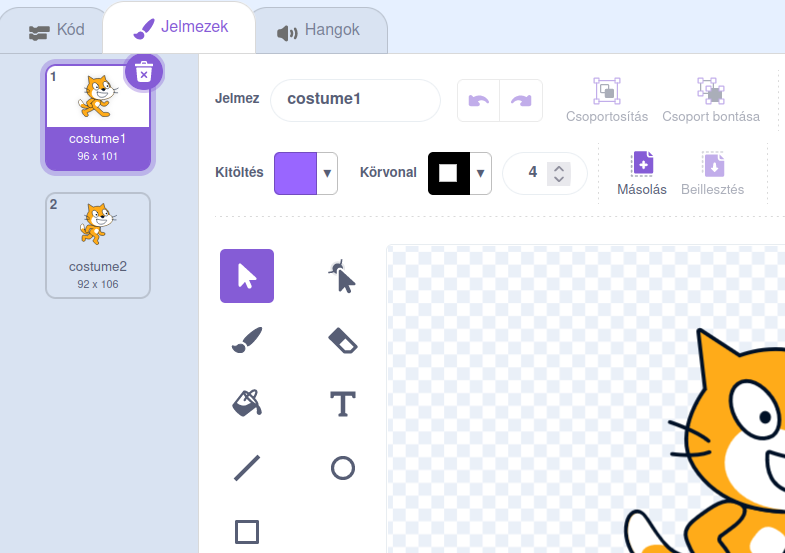 Kód
Jelmezek
Hangok
1
costume1
96 x 101
2
costume2
92 x 106
Jelmez
costume1
Csoportosítás
Csoport bontása
Kitöltés
Körvonal
4
Másolás
Beillesztés
T